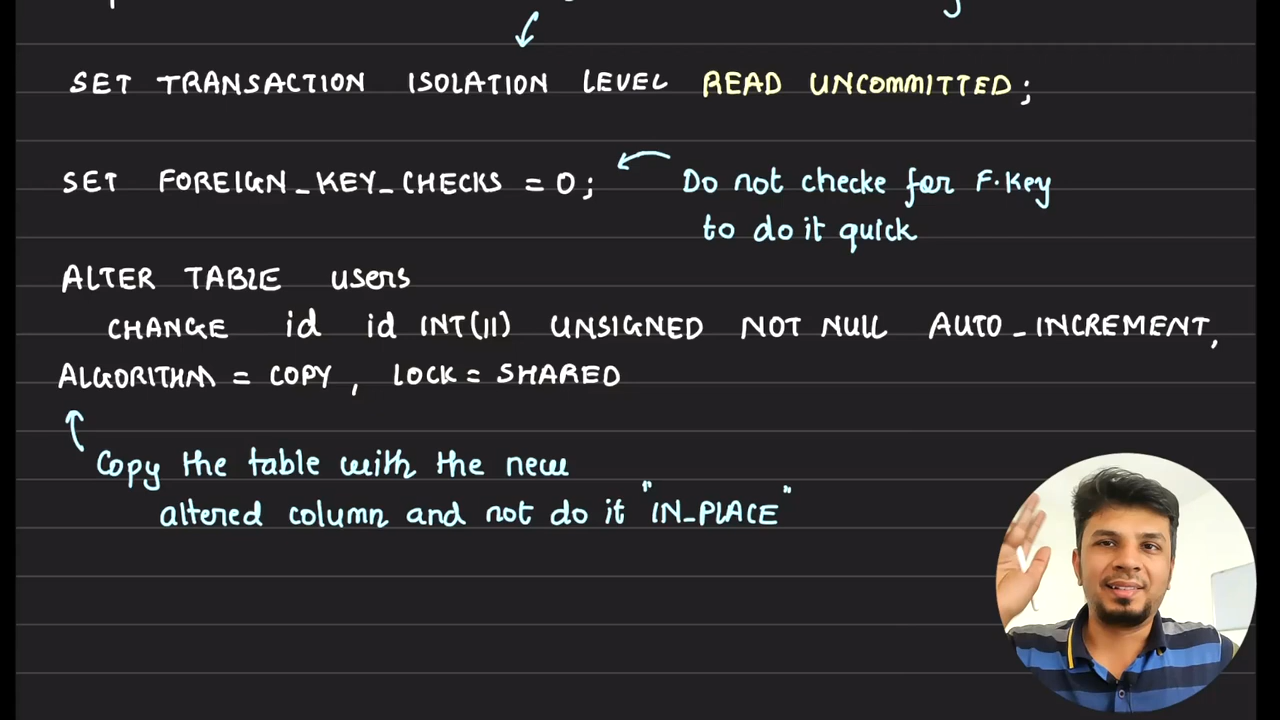 SET TRANSACTION ISOLATION LEVEL READ UNCOMMITTED;
SET FOREIGN_KEY_CHECKS = 0;
Do not checke for F.Key
to do it quick
ALTER TABLE users
CHANGE id id INT(11) UNSIGNED NOT NULL AUTO_INCREMENT,
ALGORITHM = COPY, LOCK = SHARED
Copy the table with the new
altered column and not do it "IN_PLACE"